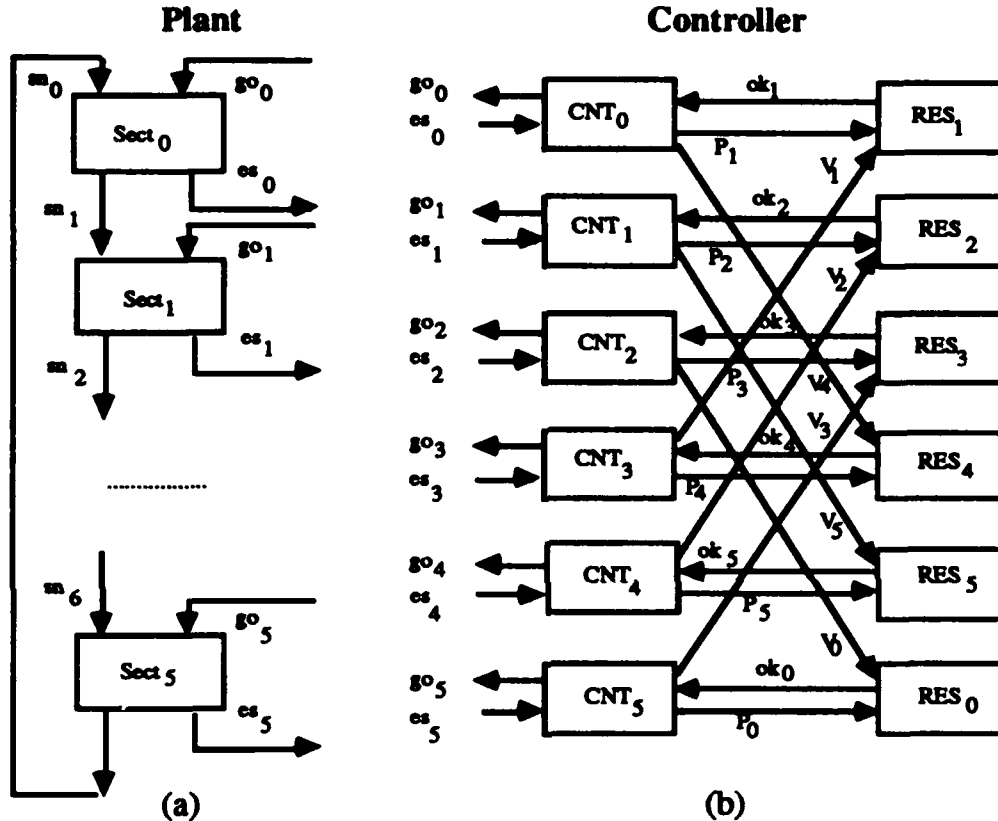 Plant
sn0
go0
Sect0
es0
sn1
go1
Sect1
es1
sn2
..............
sn6
go5
Sect5
es5
(a)
Controller
go0
es0
CNT0
ok1
P1
V1
RES1
go1
es1
CNT1
ok2
P2
V2
RES2
go2
es2
CNT2
ok3
P3
V4
V3
RES3
go3
es3
CNT3
ok4
P4
V5
RES4
go4
es4
CNT4
ok5
P5
V0
RES5
go5
es5
CNT5
ok0
P0
RES0
(b)